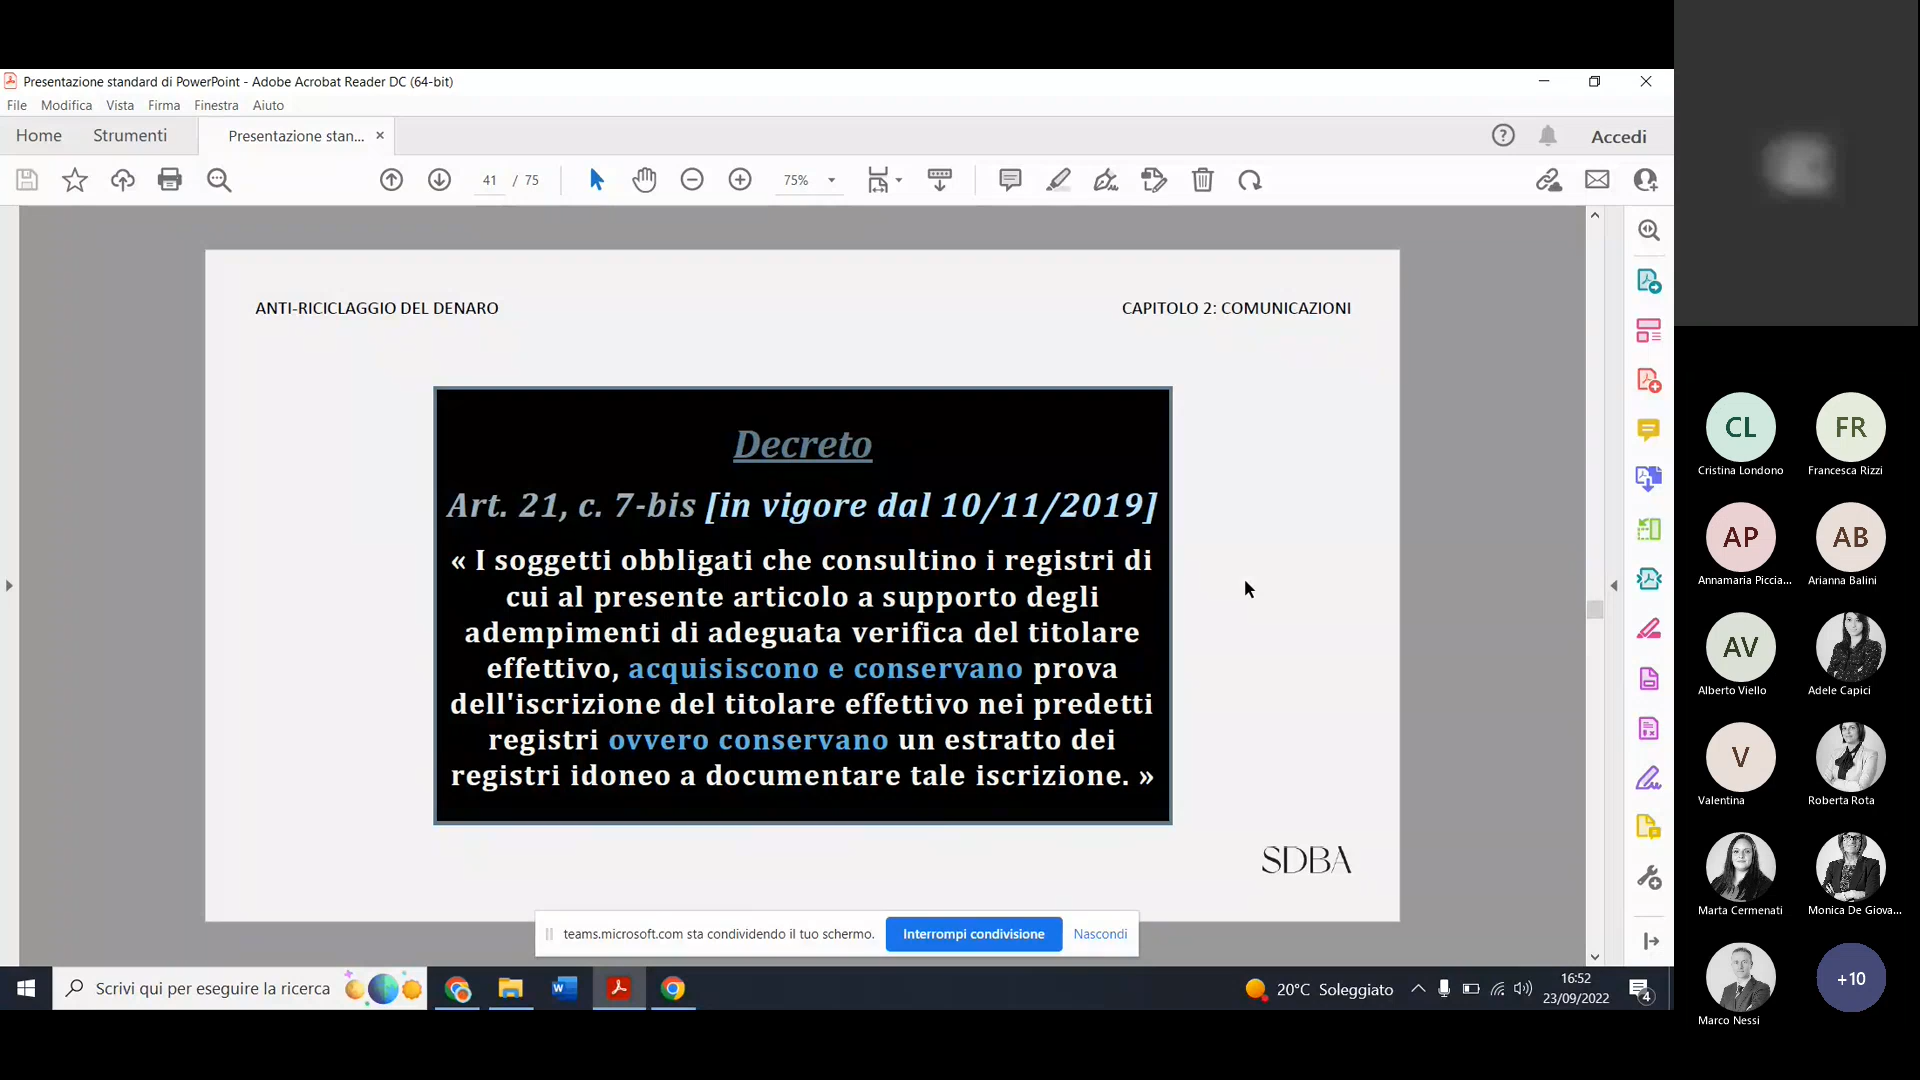 Presentazione standard di PowerPoint - Adobe Acrobat Reader DC (64-bit)
File Modifica Vista Firma Finestra Aiuto
Home Strumenti Presentazione stan... × Accedi
41 / 75 75%
ANTI-RICICLAGGIO DEL DENARO
CAPITOLO 2: COMUNICAZIONI
Decreto
Art. 21, c. 7-bis [in vigore dal 10/11/2019]
« I soggetti obbligati che consultino i registri di
cui al presente articolo a supporto degli
adempimenti di adeguata verifica del titolare
effettivo, acquisiscono e conservano prova
dell'iscrizione del titolare effettivo nei predetti
registri ovvero conservano un estratto dei
registri idoneo a documentare tale iscrizione. »
SDBA
teams.microsoft.com sta condividendo il tuo schermo. Interrompi condivisione Nascondi
Scrivi qui per eseguire la ricerca
20°C Soleggiato
16:52
23/09/2022
4
CL FR
Cristina Londono Francesca Rizzi
AP AB
Annamaria Piccia... Arianna Balini
AV
Alberto Viello Adele Capici
V
Valentina Roberta Rota
Marta Cermenati Monica De Giova...
+10
Marco Nessi